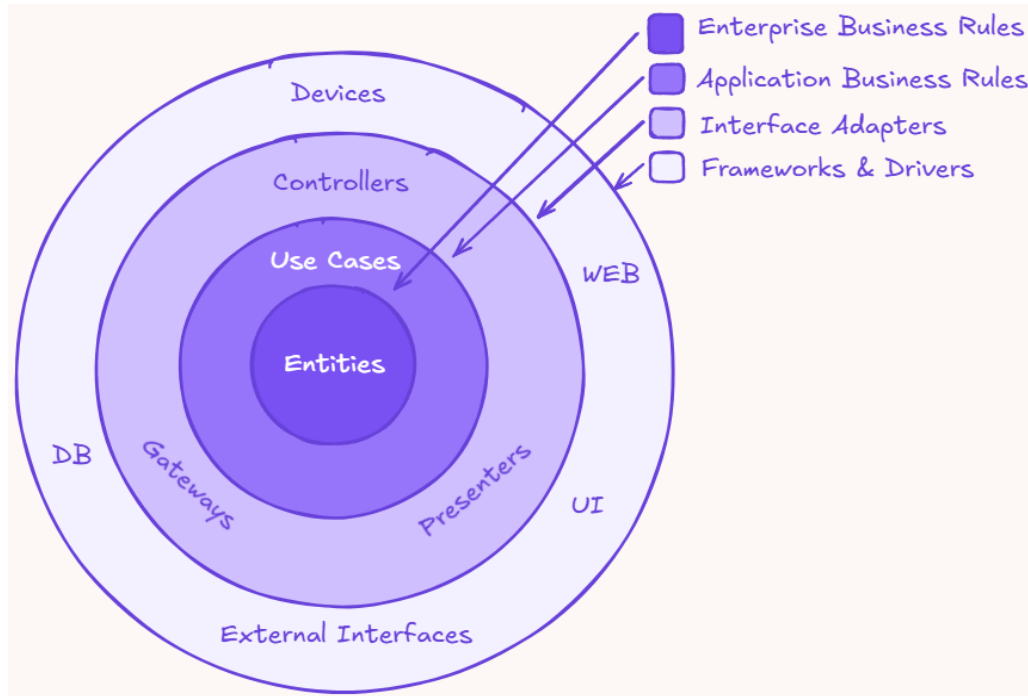 Enterprise Business Rules
Application Business Rules
Interface Adapters
Frameworks & Drivers
Devices
Controllers
Use Cases
Entities
WEB
DB
Gateways
Presenters
UI
External Interfaces